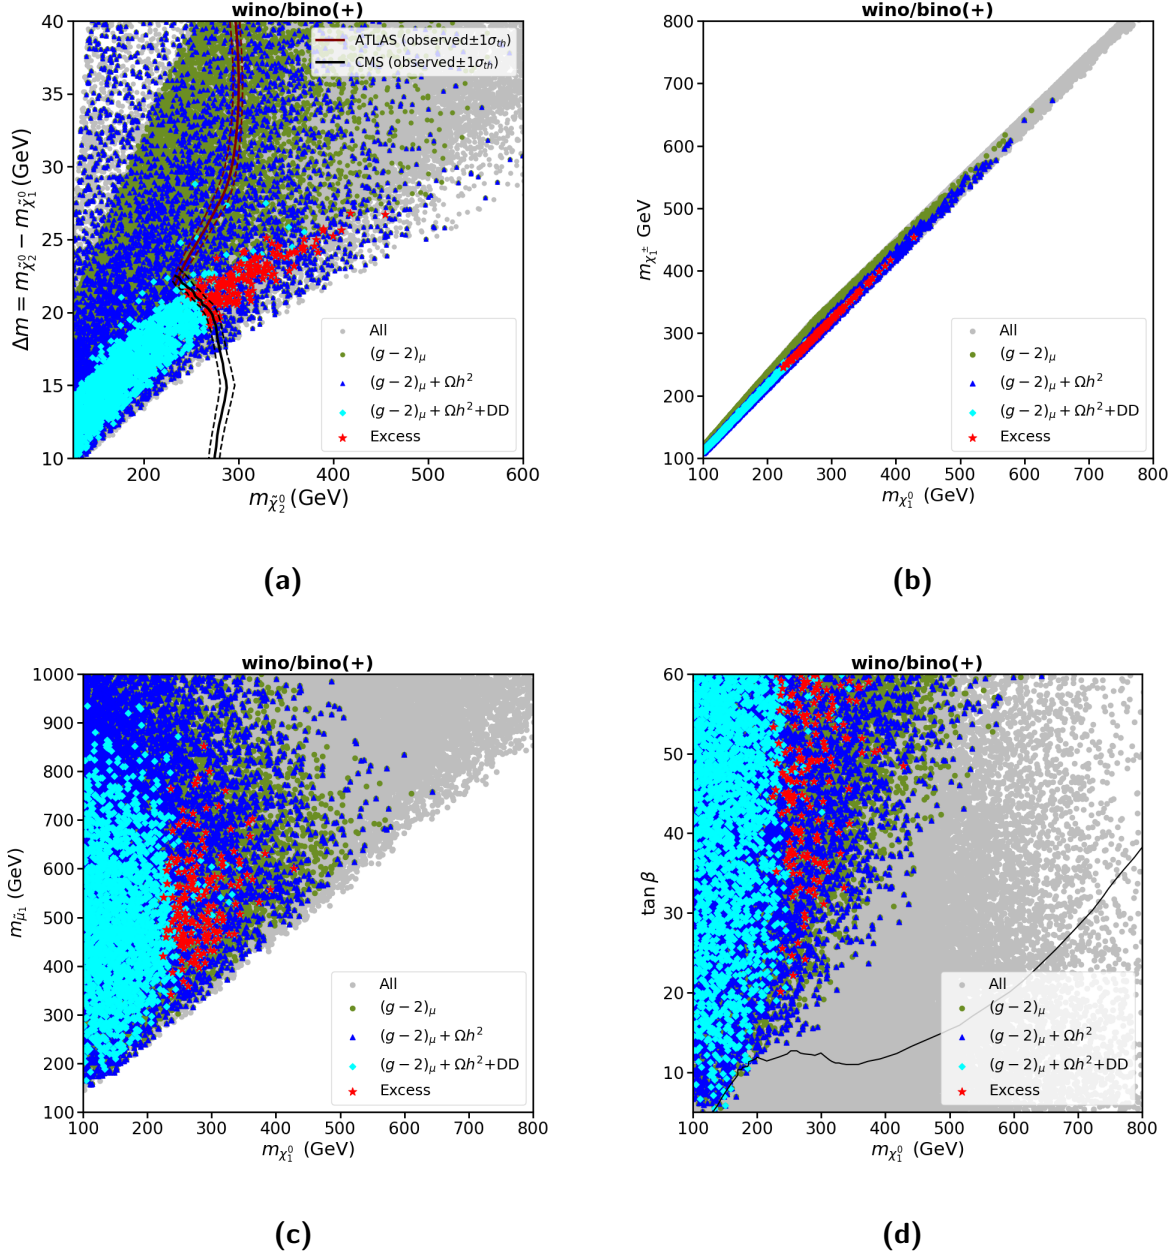 wino/bino(+)
ATLAS (observed±1σth)
CMS (observed±1σth)
40
35
30
25
20
15
10
Δm = mχ̃₂⁰ − mχ̃₁⁰ (GeV)
All
(g − 2)μ
(g − 2)μ + Ωh²
(g − 2)μ + Ωh²+DD
Excess
200 300 400 500 600
mχ̃₂⁰ (GeV)
(a)
wino/bino(+)
800
700
600
500
400
300
200
100
mχ₁± GeV
All
(g − 2)μ
(g − 2)μ + Ωh²
(g − 2)μ + Ωh²+DD
Excess
100 200 300 400 500 600 700 800
mχ₁⁰ (GeV)
(b)
wino/bino(+)
1000
900
800
700
600
500
400
300
200
100
mμ̃₁ (GeV)
All
(g − 2)μ
(g − 2)μ + Ωh²
(g − 2)μ + Ωh²+DD
Excess
100 200 300 400 500 600 700 800
mχ₁⁰ (GeV)
(c)
wino/bino(+)
60
50
40
30
20
10
tan β
All
(g − 2)μ
(g − 2)μ + Ωh²
(g − 2)μ + Ωh²+DD
Excess
100 200 300 400 500 600 700 800
mχ₁⁰ (GeV)
(d)